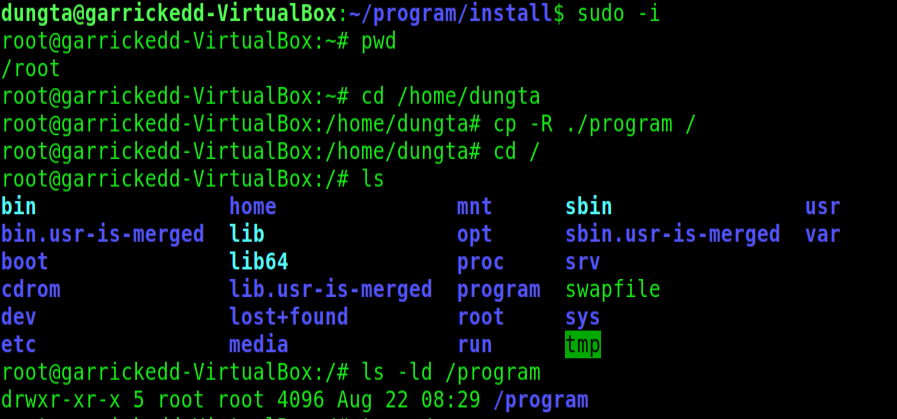 dungta@garrickedd-VirtualBox:~/program/install$ sudo -i
root@garrickedd-VirtualBox:~# pwd
/root
root@garrickedd-VirtualBox:~# cd /home/dungta
root@garrickedd-VirtualBox:/home/dungta# cp -R ./program /
root@garrickedd-VirtualBox:/home/dungta# cd /
root@garrickedd-VirtualBox:/# ls
bin home mnt sbin usr
bin.usr-is-merged lib opt sbin.usr-is-merged var
boot lib64 proc srv
cdrom lib.usr-is-merged program swapfile
dev lost+found root sys
etc media run tmp
root@garrickedd-VirtualBox:/# ls -ld /program
drwxr-xr-x 5 root root 4096 Aug 22 08:29 /program